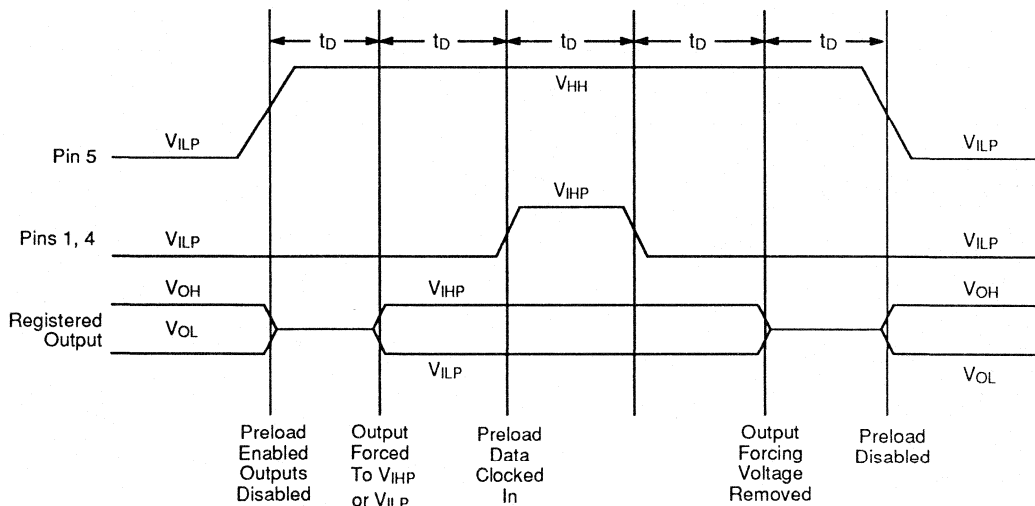 tD tD tD tD tD
VHH
Pin 5 VILP VILP
VIHP
Pins 1, 4 VILP VILP
VOH VIHP VOH
Registered
Output
VOL
VILP VOL
Preload
Enabled
Outputs
Disabled
Output
Forced
To VIHP
or VILP
Preload
Data
Clocked
In
Output
Forcing
Voltage
Removed
Preload
Disabled